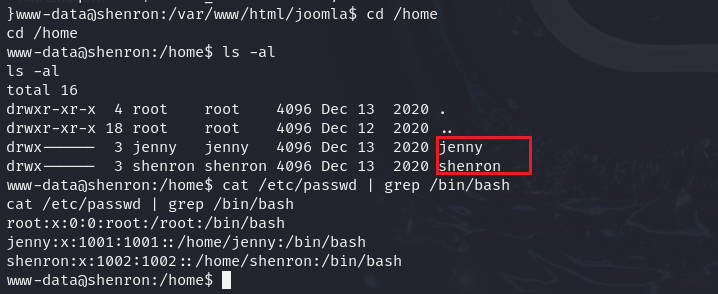 }www-data@shenron:/var/www/html/joomla$ cd /home
cd /home
www-data@shenron:/home$ ls -al
ls -al
total 16
drwxr-xr-x  4 root    root    4096 Dec 13  2020 .
drwxr-xr-x 18 root    root    4096 Dec 12  2020 ..
drwx------  3 jenny   jenny   4096 Dec 13  2020 jenny
drwx------  3 shenron shenron 4096 Dec 13  2020 shenron
www-data@shenron:/home$ cat /etc/passwd | grep /bin/bash
cat /etc/passwd | grep /bin/bash
root:x:0:0:root:/root:/bin/bash
jenny:x:1001:1001::/home/jenny:/bin/bash
shenron:x:1002:1002::/home/shenron:/bin/bash
www-data@shenron:/home$